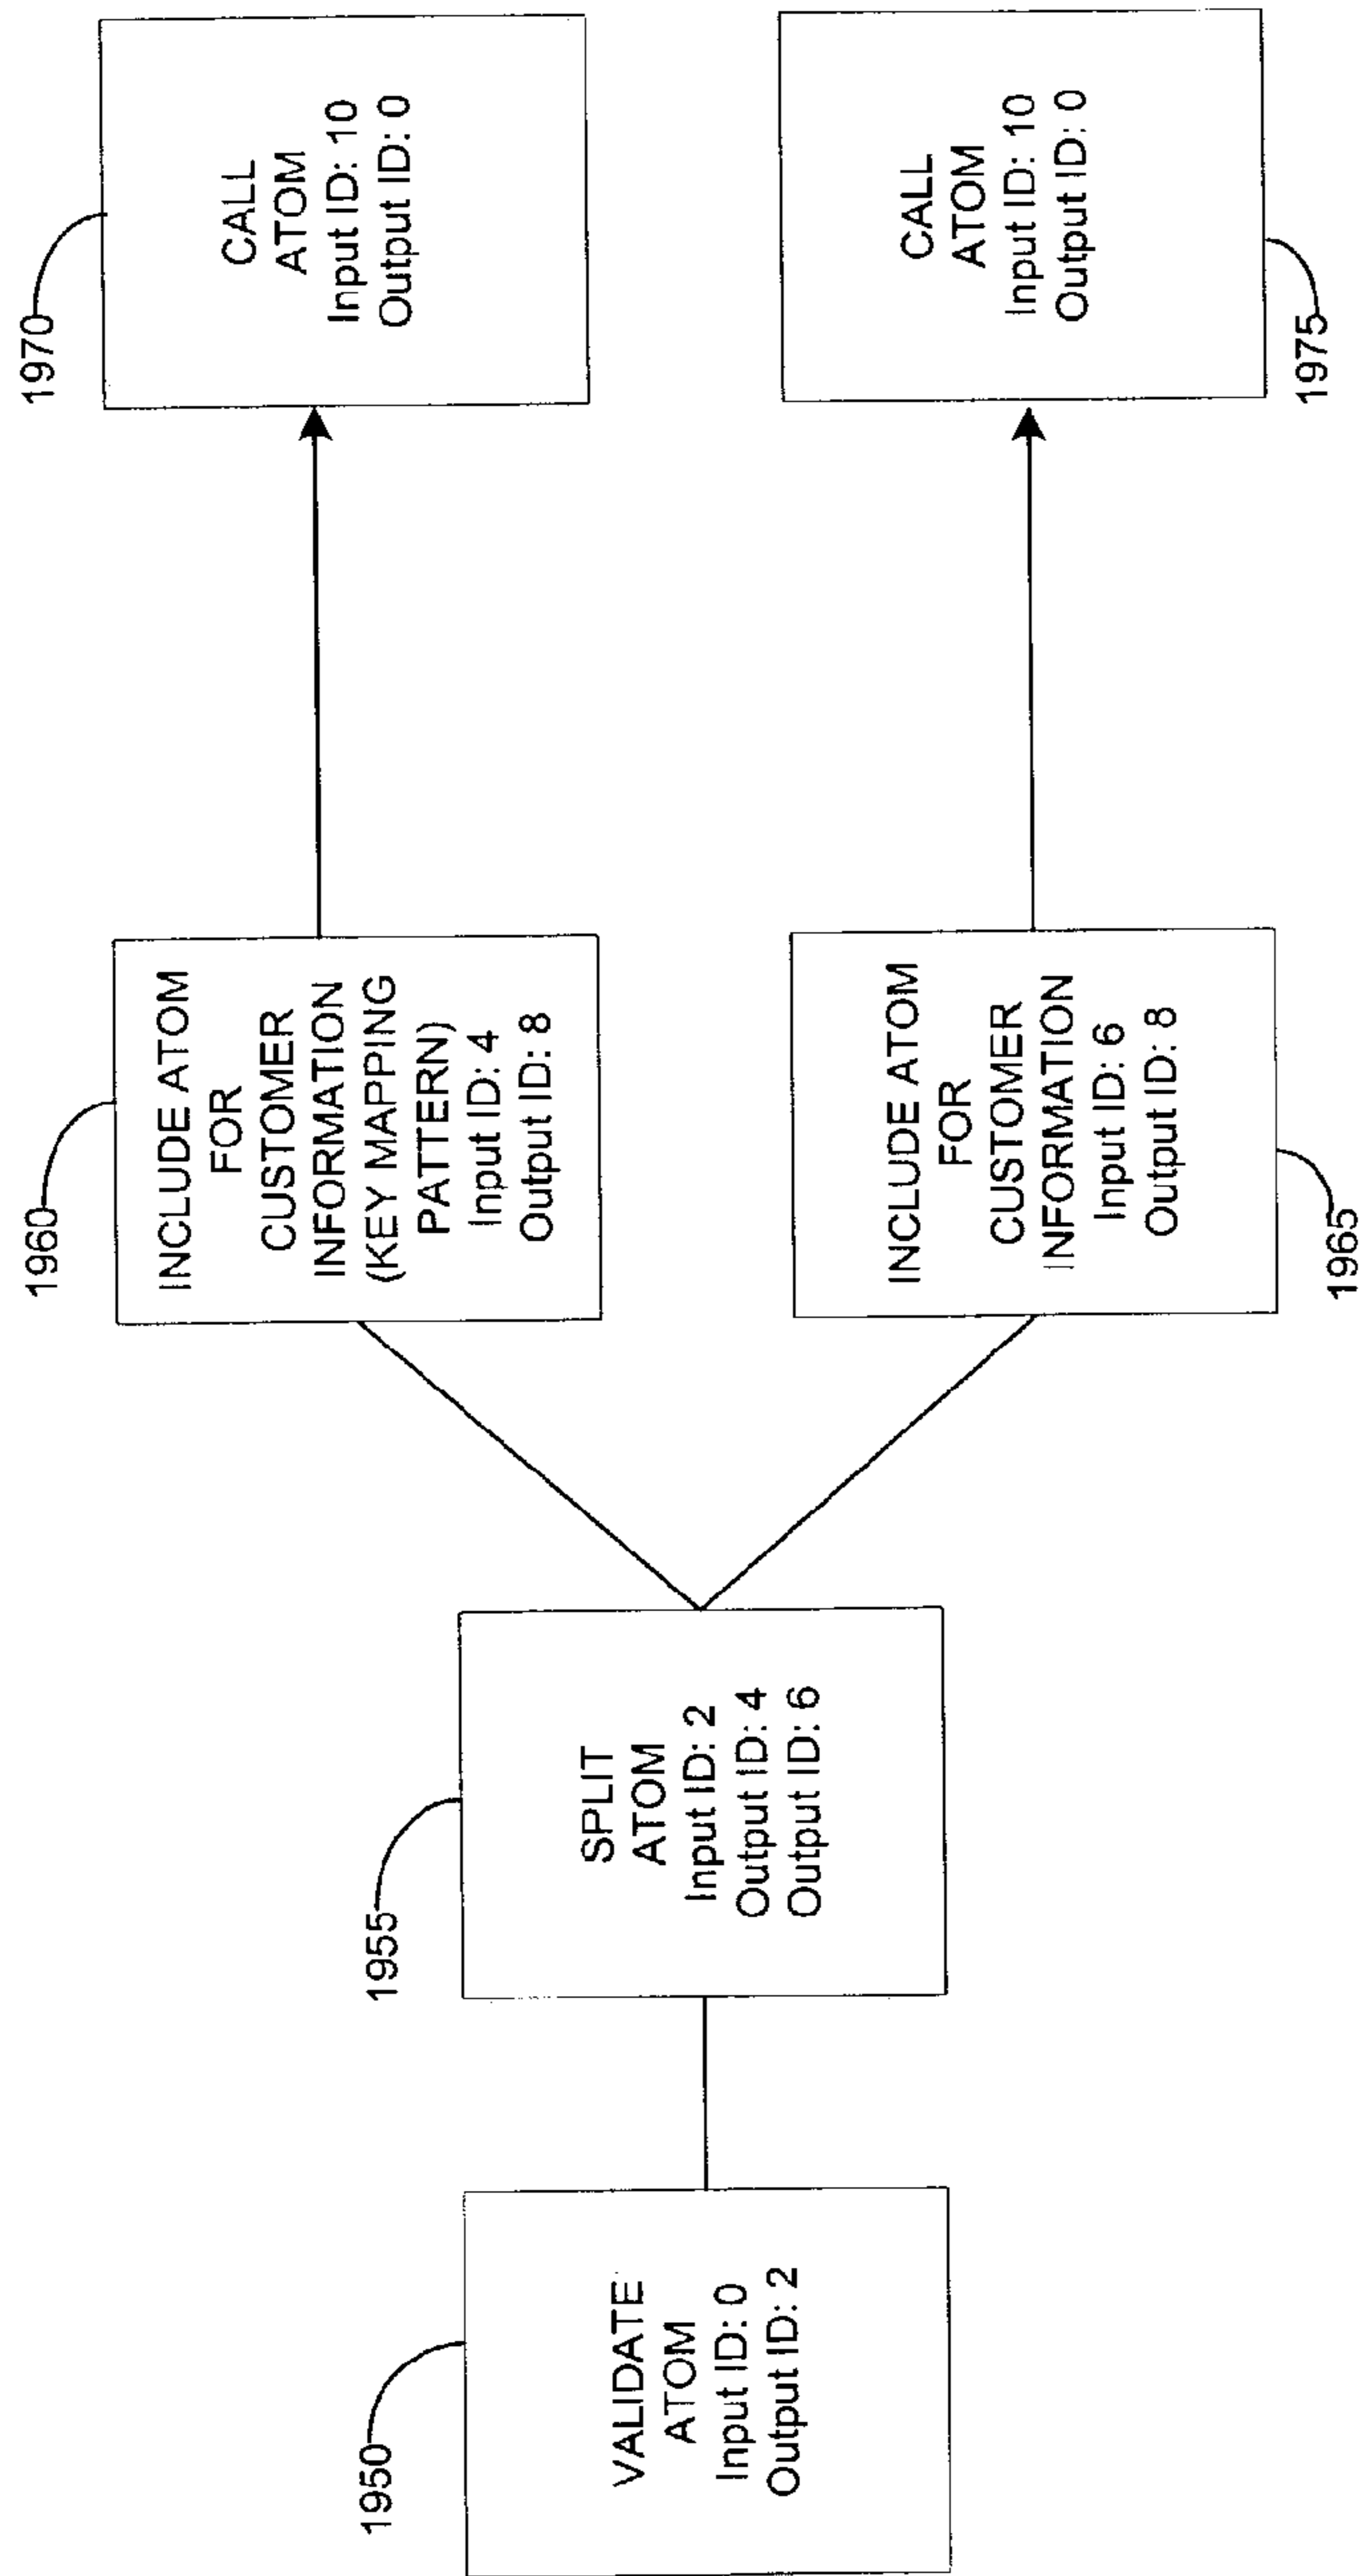 1950
VALIDATE
ATOM
Input ID: 0
Output ID: 2
1955
SPLIT
ATOM
Input ID: 2
Output ID: 4
Output ID: 6
1960
INCLUDE ATOM
FOR
CUSTOMER
INFORMATION
(KEY MAPPING
PATTERN)
Input ID: 4
Output ID: 8
1970
CALL
ATOM
Input ID: 10
Output ID: 0
INCLUDE ATOM
FOR
CUSTOMER
INFORMATION
Input ID: 6
Output ID: 8
1965
CALL
ATOM
Input ID: 10
Output ID: 0
1975